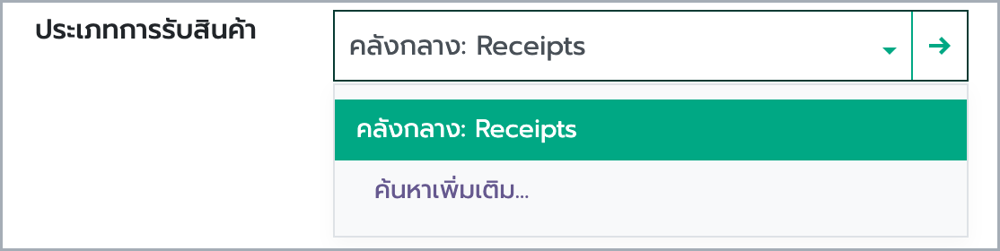 ประเภทการรับสินค้า
คลังกลาง: Receipts
คลังกลาง: Receipts
ค้นหาเพิ่มเติม...